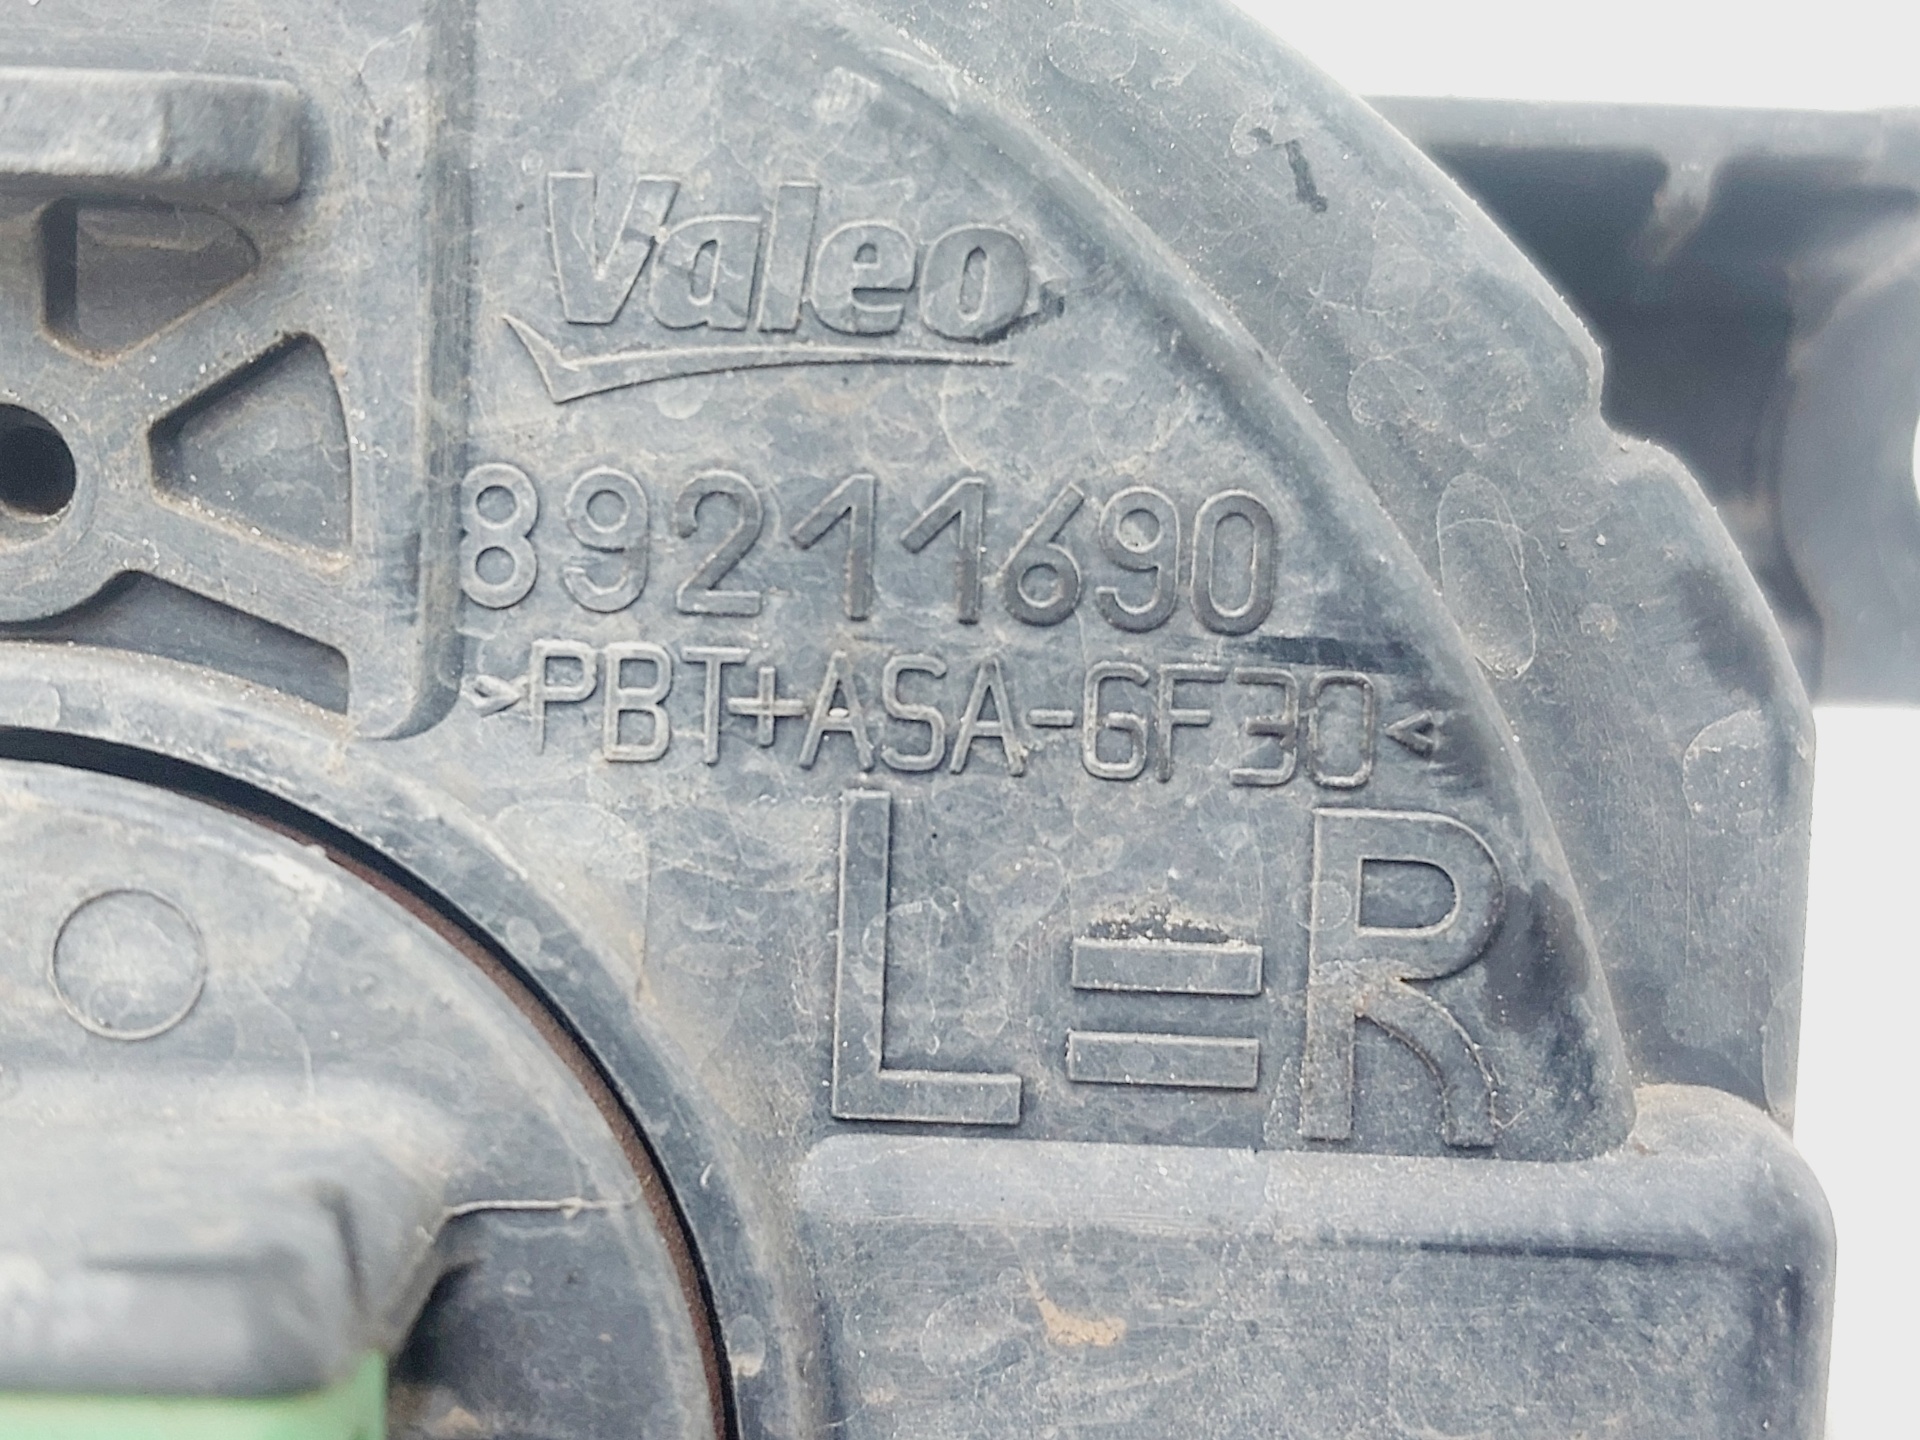 Valeo
89211690
>PBT+ASA-GF30<
L=R